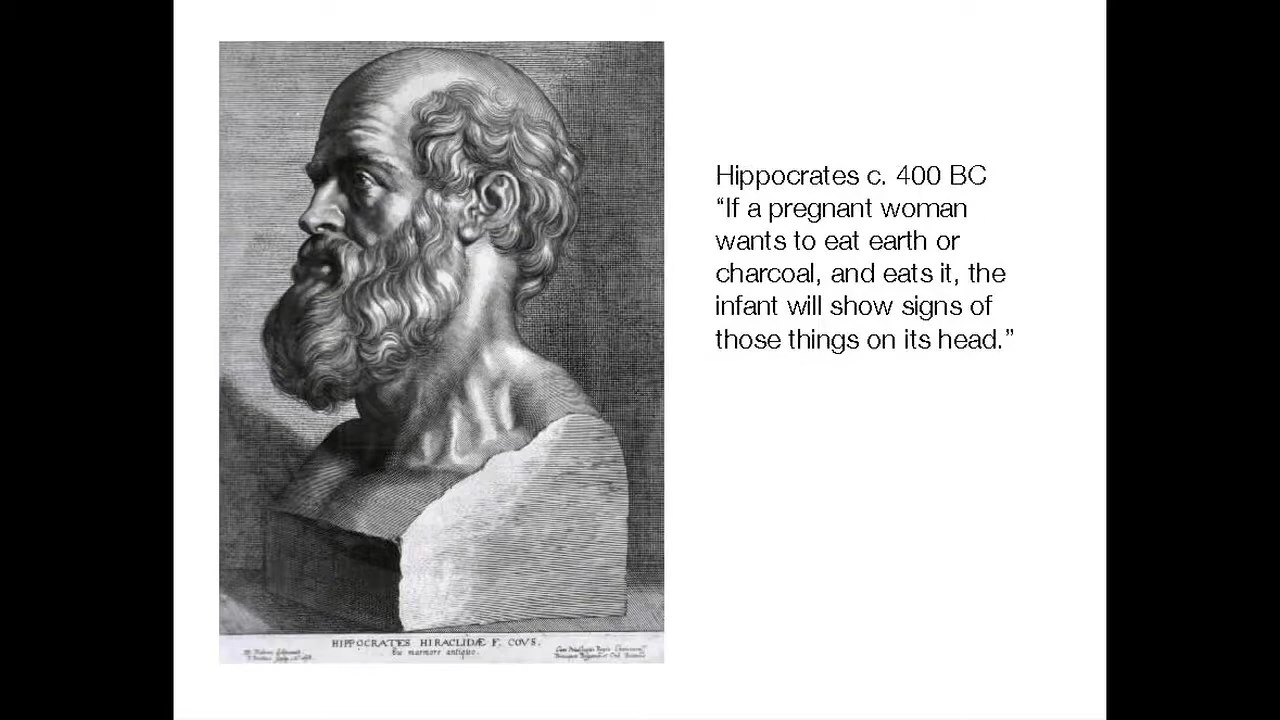 Hippocrates c. 400 BC
“If a pregnant woman
wants to eat earth or
charcoal, and eats it, the
infant will show signs of
those things on its head.”
HIPPOCRATES HIRACLIDÆ F. COVS.
Ex marmore antiquo.